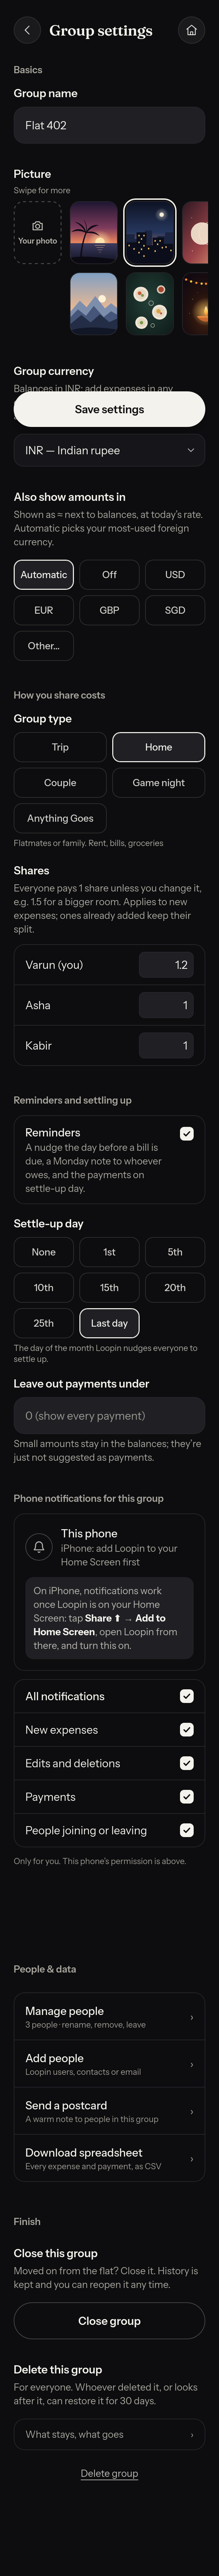 Group settings
Basics
Group name
Flat 402
Picture
Swipe for more
Your photo
Group currency
Balances in INR; add expenses in any
Save settings
INR — Indian rupee
Also show amounts in
Shown as ≈ next to balances, at today's rate.
Automatic picks your most-used foreign
currency.
Automatic
Off
USD
EUR
GBP
SGD
Other…
How you share costs
Group type
Trip
Home
Couple
Game night
Anything Goes
Flatmates or family. Rent, bills, groceries
Shares
Everyone pays 1 share unless you change it,
e.g. 1.5 for a bigger room. Applies to new
expenses; ones already added keep their
split.
Varun (you) 1.2
Asha 1
Kabir 1
Reminders and settling up
Reminders
A nudge the day before a bill is
due, a Monday note to whoever
owes, and the payments on
settle-up day.
Settle-up day
None
1st
5th
10th
15th
20th
25th
Last day
The day of the month Loopin nudges everyone to
settle up.
Leave out payments under
0 (show every payment)
Small amounts stay in the balances; they're
just not suggested as payments.
Phone notifications for this group
This phone
iPhone: add Loopin to your
Home Screen first
On iPhone, notifications work
once Loopin is on your Home
Screen: tap Share ⬆ → Add to
Home Screen, open Loopin from
there, and turn this on.
All notifications
New expenses
Edits and deletions
Payments
People joining or leaving
Only for you. This phone's permission is above.
People & data
Manage people
3 people · rename, remove, leave
Add people
Loopin users, contacts or email
Send a postcard
A warm note to people in this group
Download spreadsheet
Every expense and payment, as CSV
Finish
Close this group
Moved on from the flat? Close it. History is
kept and you can reopen it any time.
Close group
Delete this group
For everyone. Whoever deleted it, or looks
after it, can restore it for 30 days.
What stays, what goes
Delete group